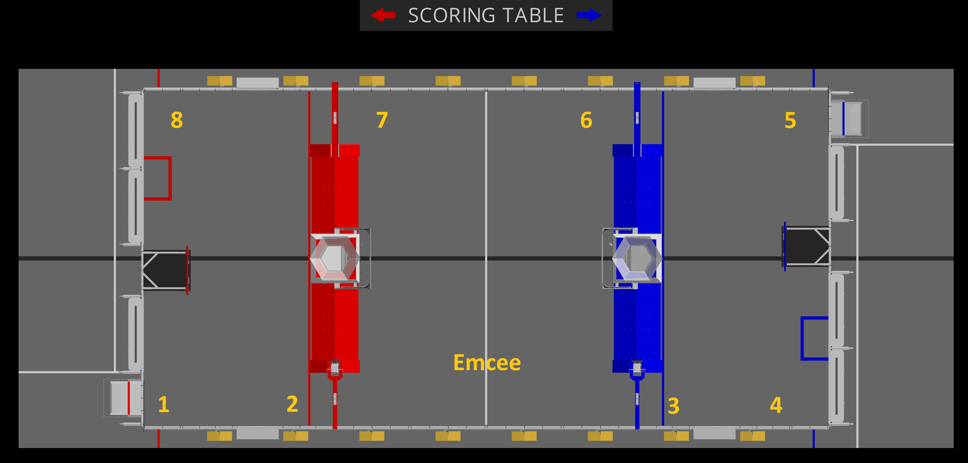 SCORING TABLE
8 7 6 5
Emcee
1 2 3 4